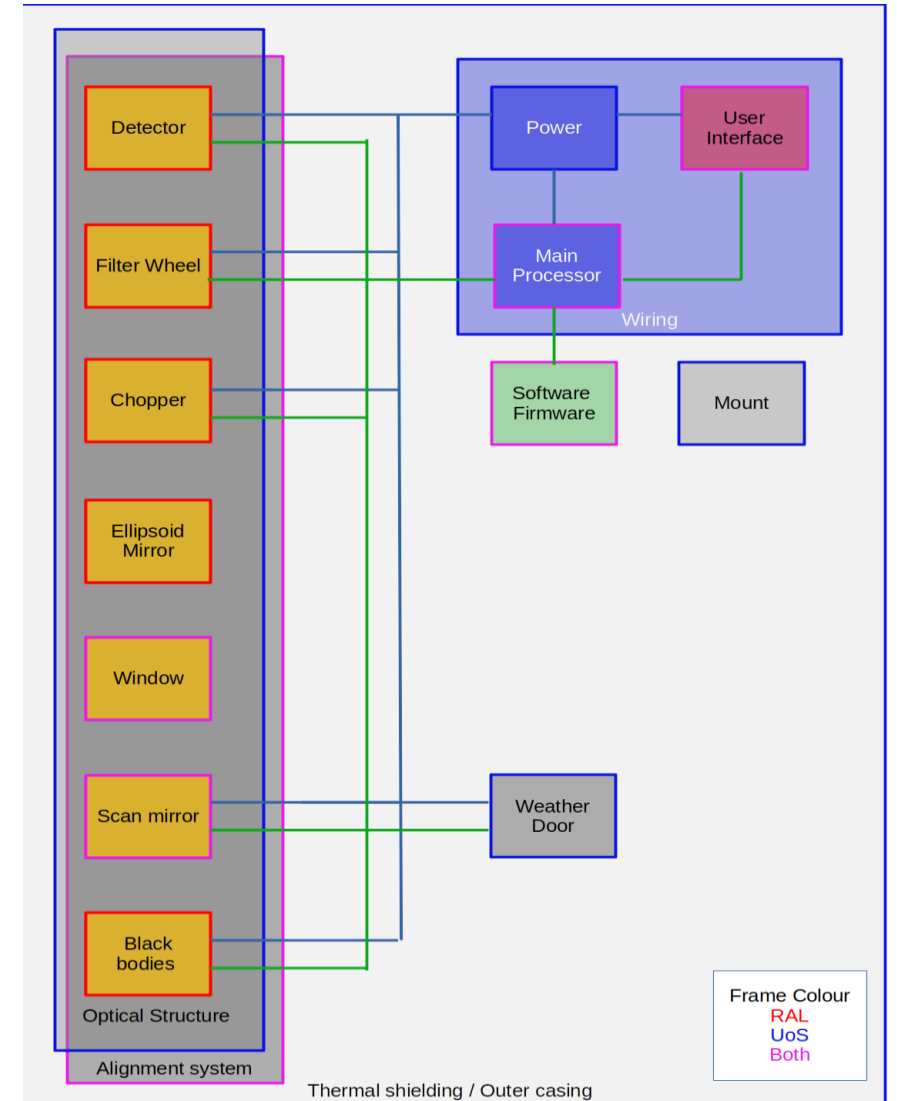 Detector
Power
User
Interface
Filter Wheel
Main
Processor
Wiring
Chopper
Software
Firmware
Mount
Ellipsoid
Mirror
Window
Scan mirror
Weather
Door
Black
bodies
Optical Structure
Alignment system
Thermal shielding / Outer casing
Frame Colour
RAL
UoS
Both